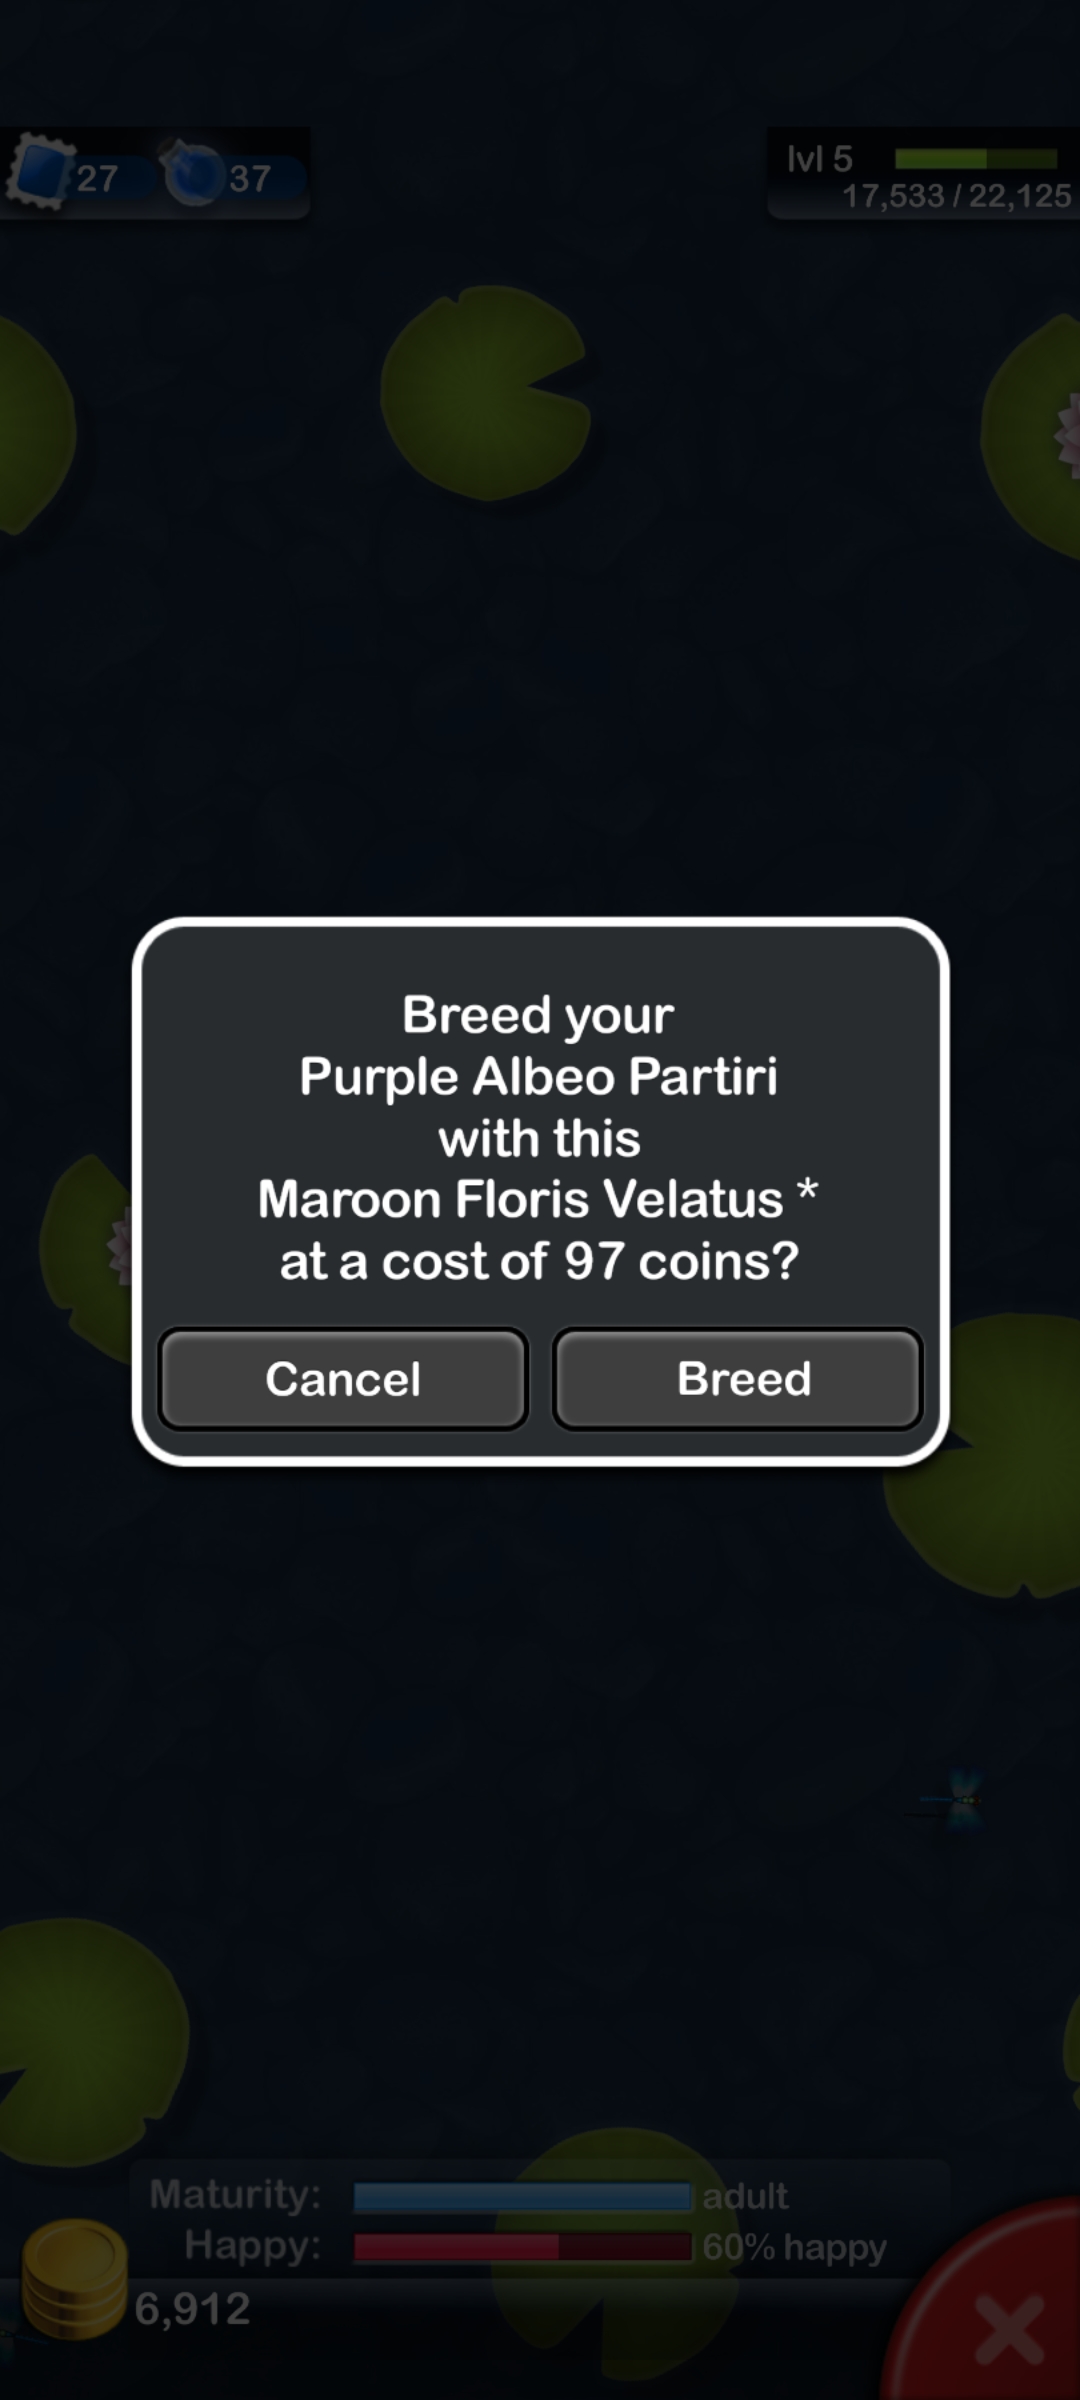 27
37
lvl 5
17,533 / 22,125
Breed your
Purple Albeo Partiri
with this
Maroon Floris Velatus *
at a cost of 97 coins?
Cancel
Breed
Maturity: adult
Happy: 60% happy
6,912